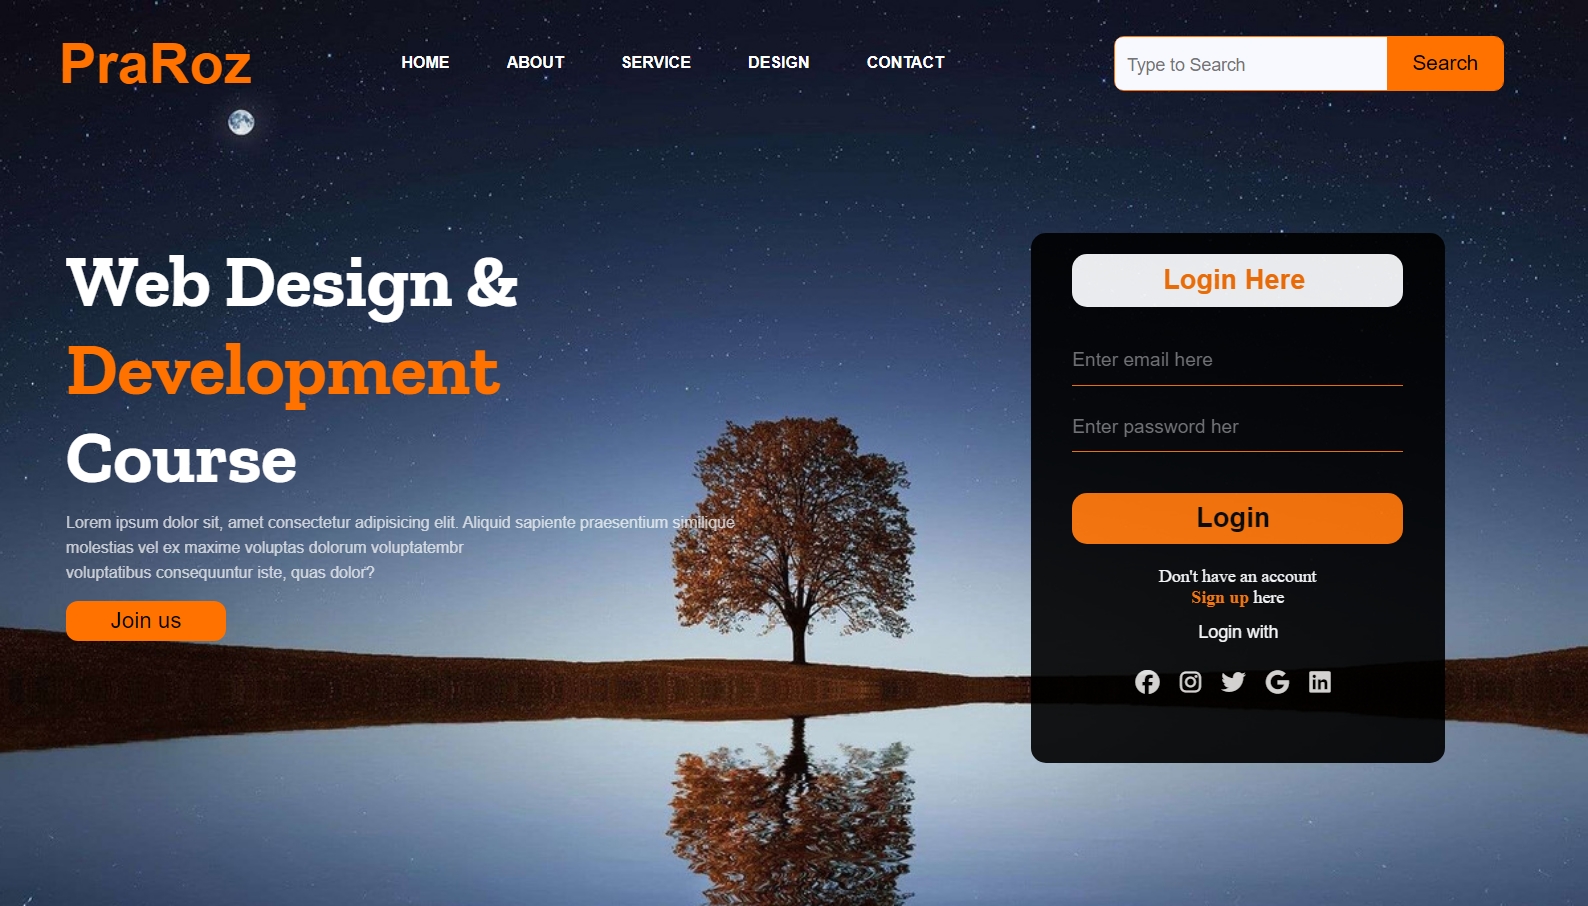 PraRoz
HOME ABOUT SERVICE DESIGN CONTACT
Type to Search Search
Web Design &
Development
Course
Lorem ipsum dolor sit, amet consectetur adipisicing elit. Aliquid sapiente praesentium similique
molestias vel ex maxime voluptas dolorum voluptatembr
voluptatibus consequuntur iste, quas dolor?
Join us
Login Here
Enter email here
Enter password her
Login
Don't have an account
Sign up here
Login with